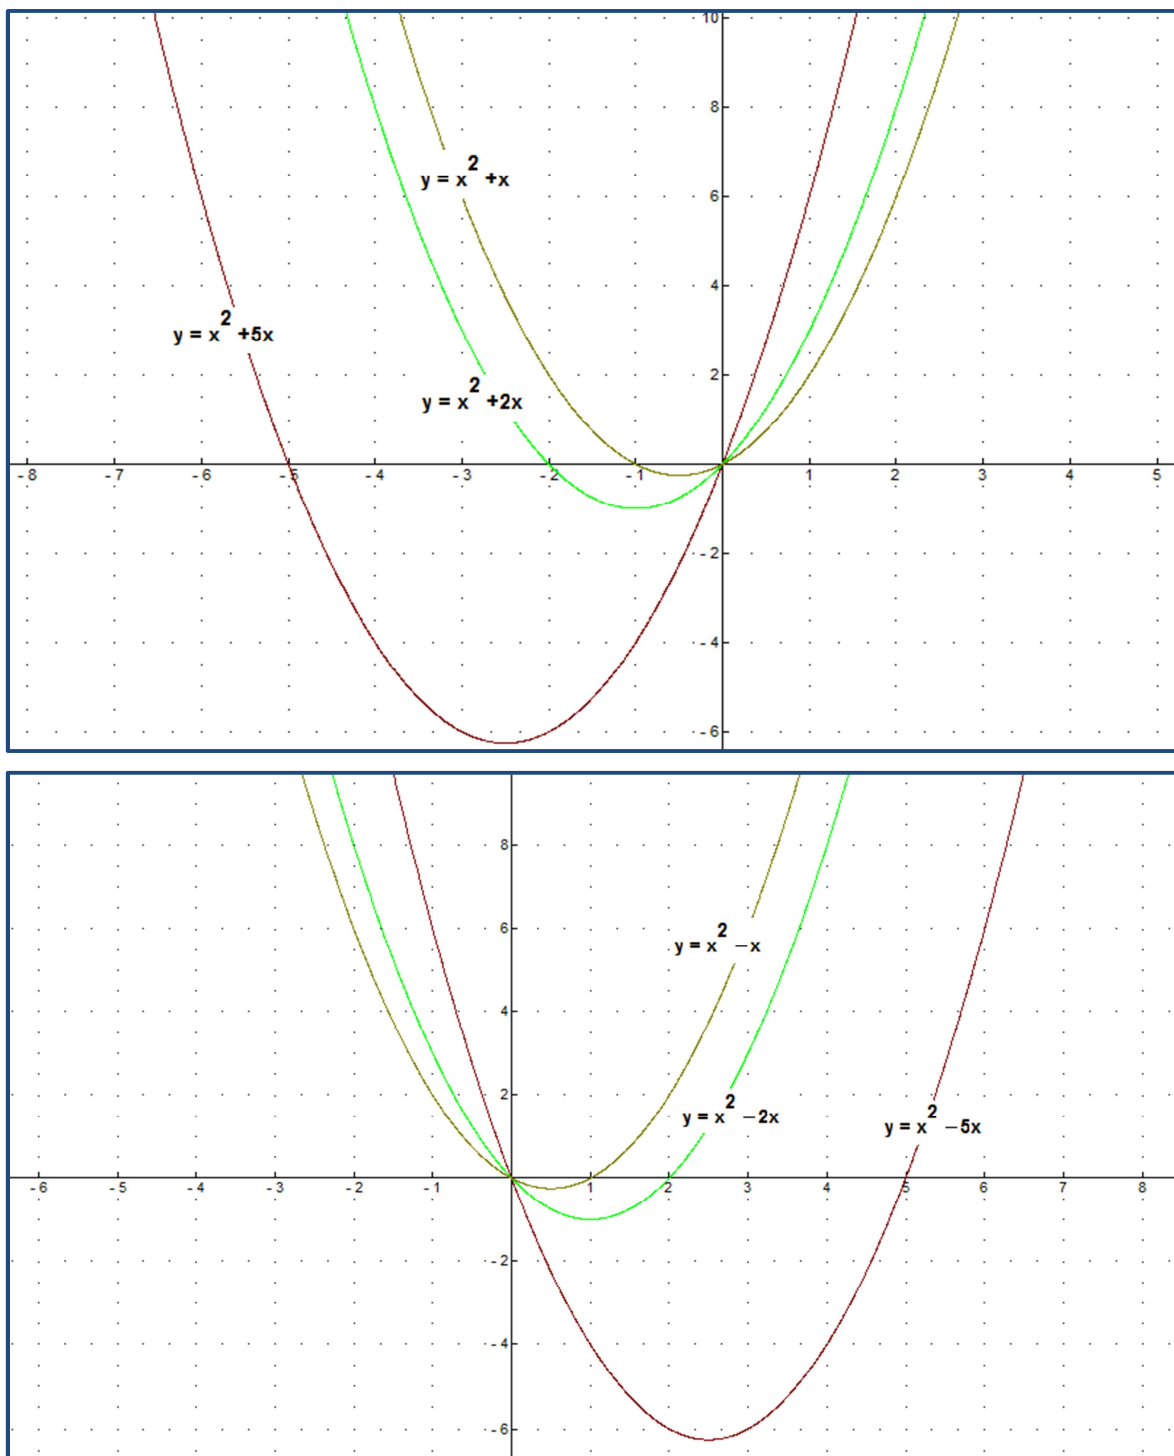 10
8
y = x² +x
6
4
y = x² +5x
2
y = x² +2x
-8 -7 -6 -5 -4 -3 -2 -1 1 2 3 4 5
-2
-4
-6
8
6
y = x² –x
4
2
y = x² –2x
y = x² –5x
-6 -5 -4 -3 -2 -1 1 2 3 4 5 6 7 8
-2
-4
-6